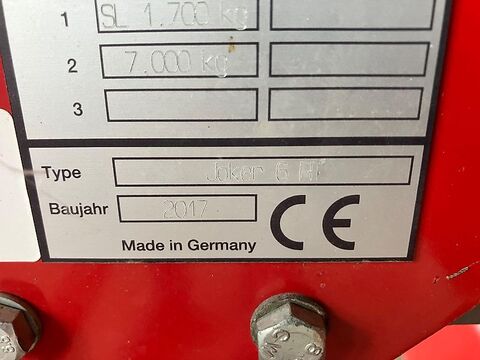 1 SL 1.700 kg
2 7.000 kg
3
Type Joker 6 RT
Baujahr 2017 CE
Made in Germany